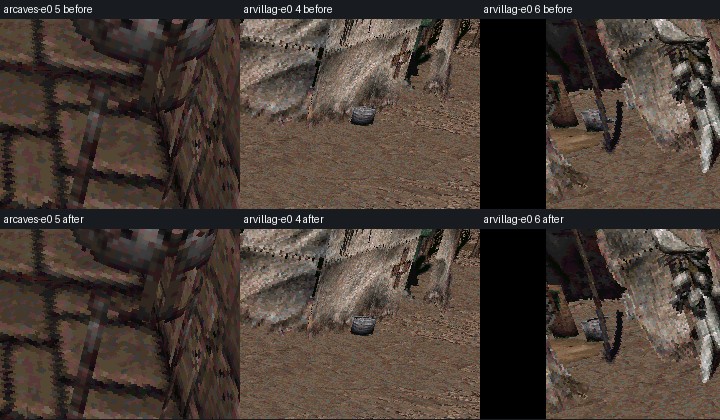 arcaves-e0 5 before
arvillag-e0 4 before
arvillag-e0 6 before
arcaves-e0 5 after
arvillag-e0 4 after
arvillag-e0 6 after